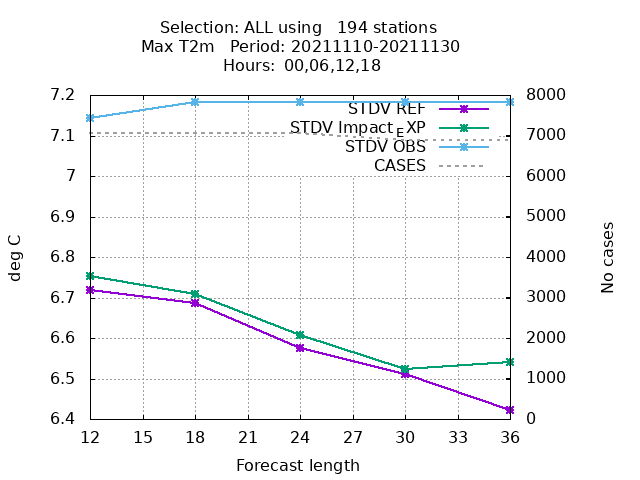 Selection: ALL using   194 stations
Max T2m   Period: 20211110-20211130
Hours: 00,06,12,18
7.2
7.1
7
6.9
6.8
6.7
6.6
6.5
6.4
deg C
8000
7000
6000
5000
4000
3000
2000
1000
0
No cases
STDV REF
STDV Impact_EXP
STDV OBS
CASES
12 15 18 21 24 27 30 33 36
Forecast length